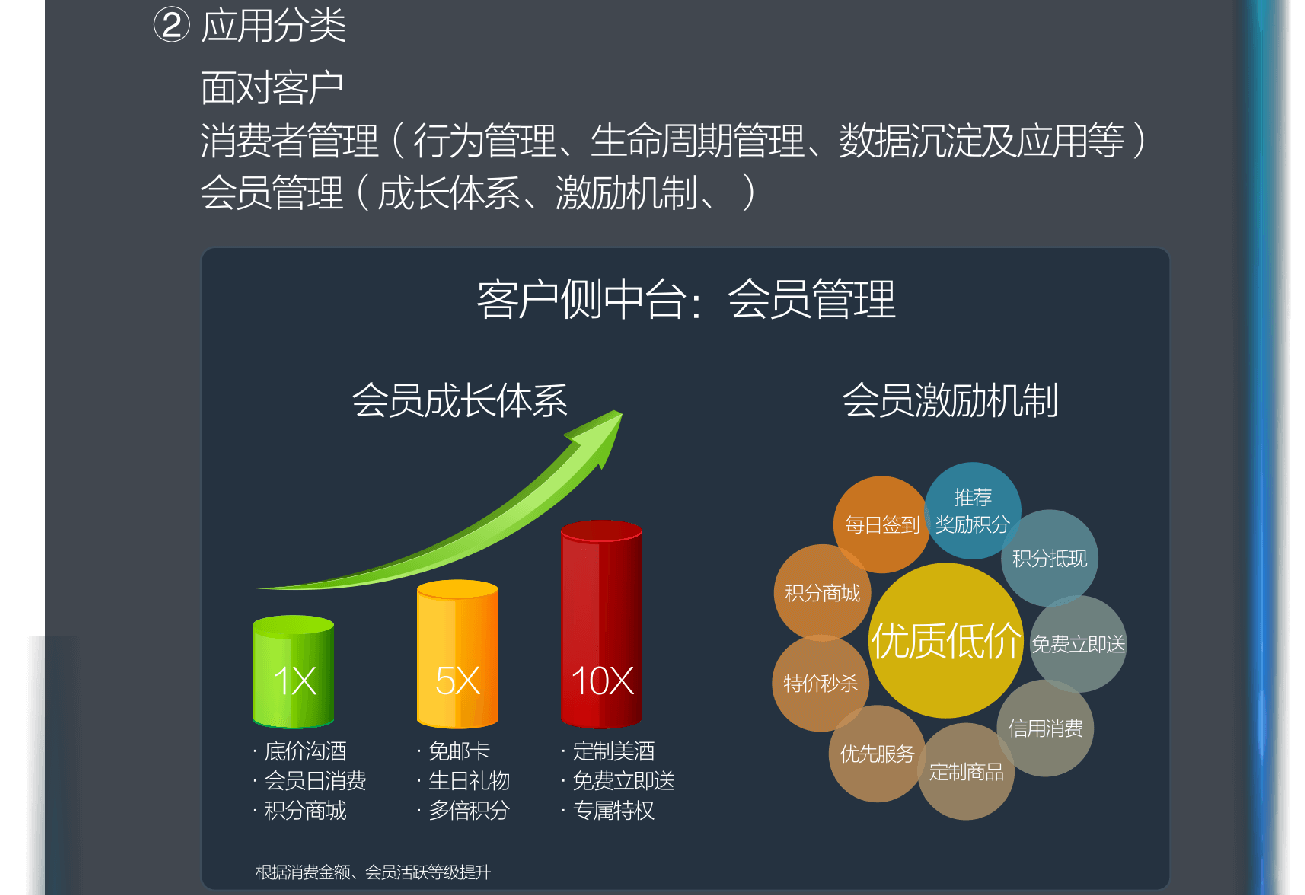 ② 应用分类
面对客户
消费者管理（行为管理、生命周期管理、数据沉淀及应用等）
会员管理（成长体系、激励机制、）
客户侧中台：会员管理
会员成长体系
1X
5X
10X
· 底价沟酒
· 会员日消费
· 积分商城
· 免邮卡
· 生日礼物
· 多倍积分
· 定制美酒
· 免费立即送
· 专属特权
根据消费金额、会员活跃等级提升
会员激励机制
推荐
奖励积分
每日签到
积分抵现
积分商城
优质低价
免费立即送
特价秒杀
信用消费
优先服务
定制商品